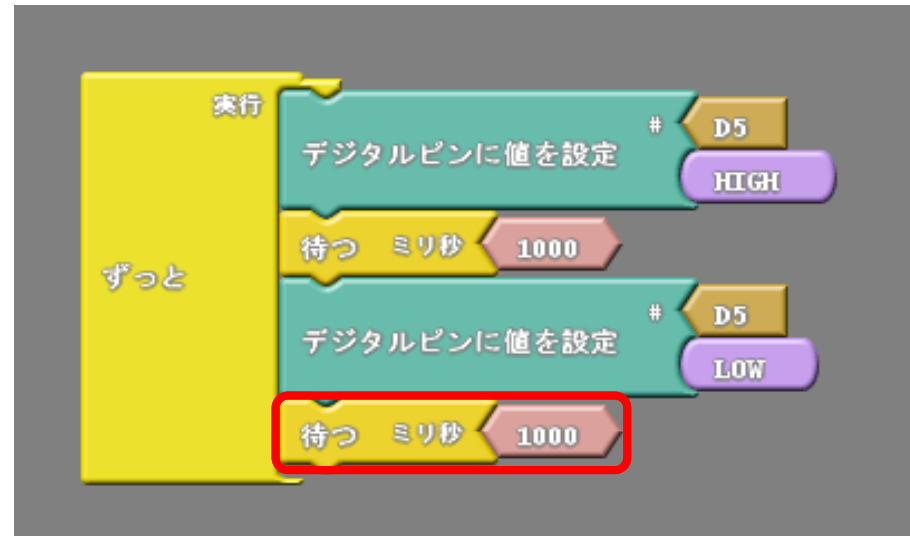 実行
デジタルピンに値を設定
# D5
HIGH
待つ ミリ秒 1000
ずっと
デジタルピンに値を設定
# D5
LOW
待つ ミリ秒 1000